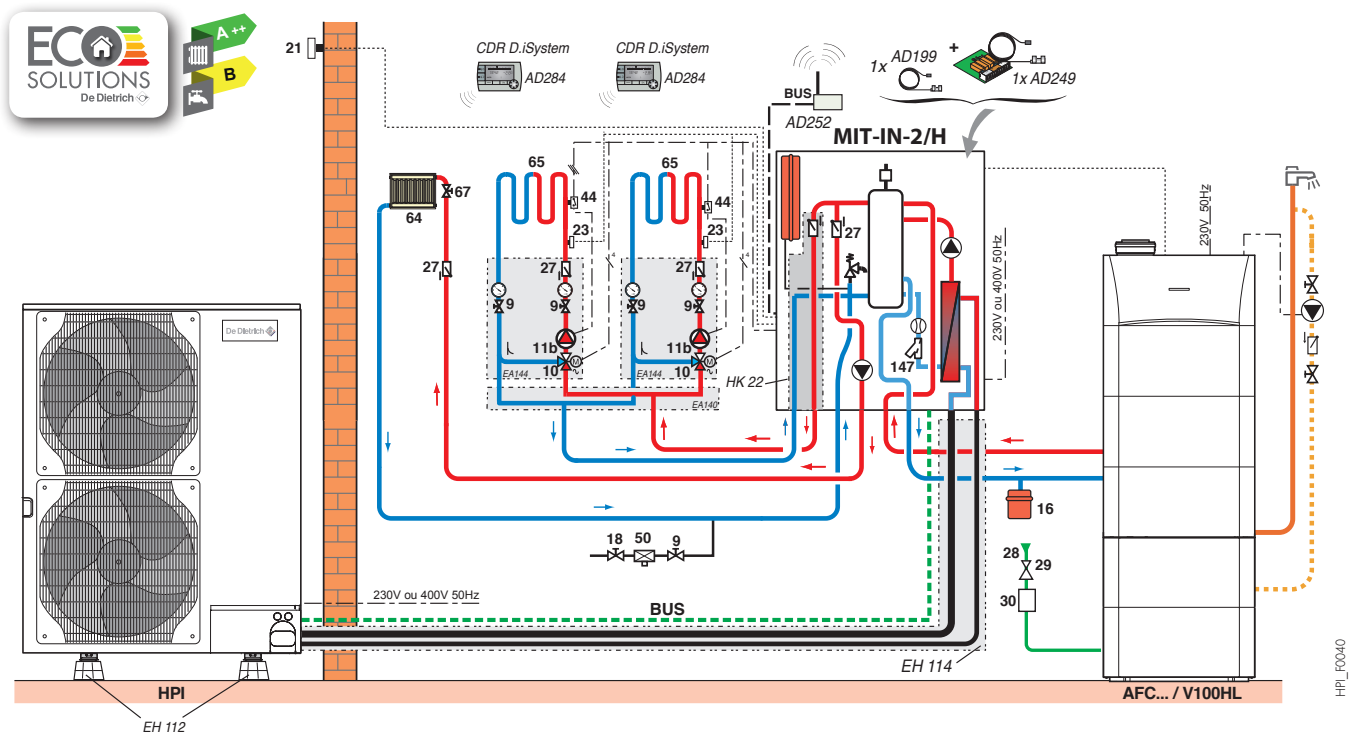 ECO
SOLUTIONS
De Dietrich
A ++
B
21
CDR D.iSystem
AD284
CDR D.iSystem
AD284
BUS
AD252
1x AD199
+
1x AD249
MIT-IN-2/H
65
65
67
64
44
44
23
23
27
27
27
27
4
4
9
9
9
9
11b
11b
M
M
10
10
EA144
EA144
EA140
HK 22
147
230V ou 400V 50Hz
230V 50Hz
De Dietrich
18
50
9
16
28
29
30
230V ou 400V 50Hz
BUS
EH 114
HPI
EH 112
AFC... / V100HL
HPI_F0040